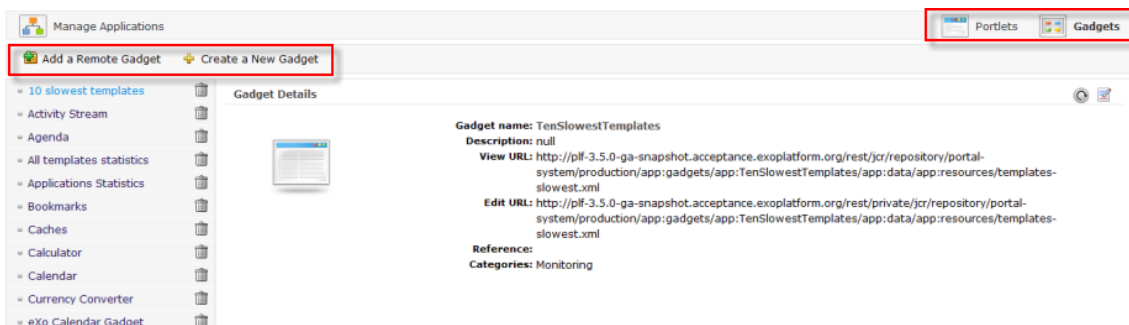 Manage Applications
Portlets
Gadgets
Add a Remote Gadget
Create a New Gadget
10 slowest templates
Activity Stream
Agenda
All templates statistics
Applications Statistics
Bookmarks
Caches
Calculator
Calendar
Currency Converter
eXo Calendar Gadget
Gadget Details
Gadget name: TenSlowestTemplates
Description: null
View URL: http://plf-3.5.0-ga-snapshot.acceptance.exoplatform.org/rest/jcr/repository/portal-
system/production/app:gadgets/app:TenSlowestTemplates/app:data/app:resources/templates-
slowest.xml
Edit URL: http://plf-3.5.0-ga-snapshot.acceptance.exoplatform.org/rest/private/jcr/repository/portal-
system/production/app:gadgets/app:TenSlowestTemplates/app:data/app:resources/templates-
slowest.xml
Reference:
Categories: Monitoring